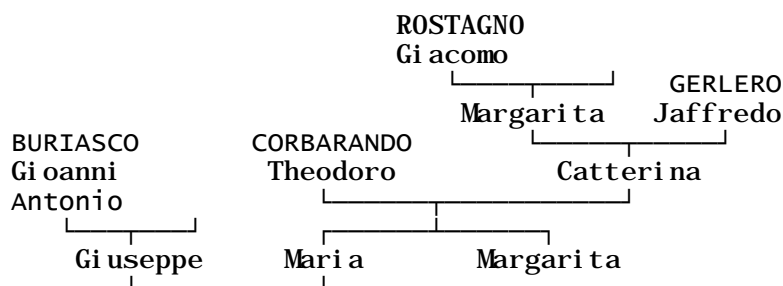 ROSTAGNO
Giacomo
GERLERO
Margarita Jaffredo
BURIASCO CORBARANDO
Gioanni Theodoro Catterina
Antonio
Giuseppe Maria Margarita